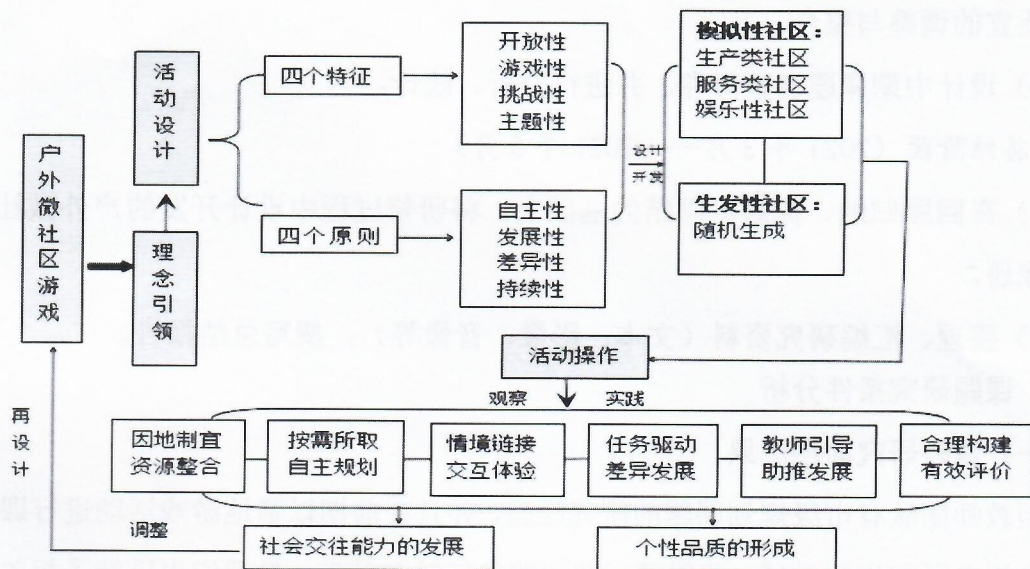 户外微社区游戏
活动设计
理念引领
四个特征
四个原则
开放性
游戏性
挑战性
主题性
自主性
发展性
差异性
持续性
设计
开发
模拟性社区：
生产类社区
服务类社区
娱乐性社区
生发性社区：
随机生成
活动操作
观察
实践
因地制宜
资源整合
按需所取
自主规划
情境链接
交互体验
任务驱动
差异发展
教师引导
助推发展
合理构建
有效评价
再设计
调整
社会交往能力的发展
个性品质的形成